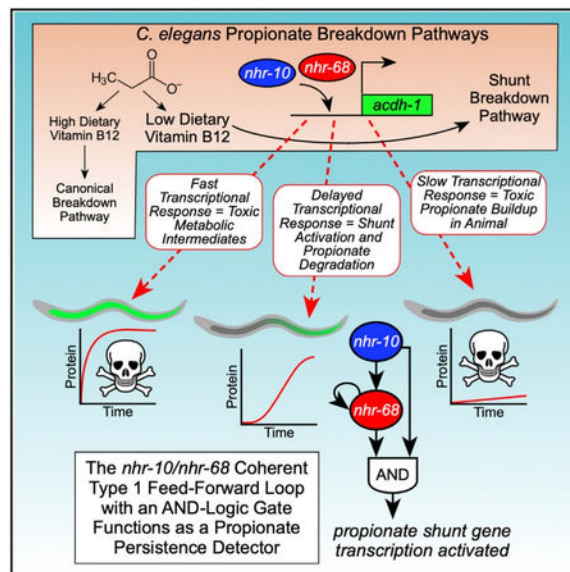 C. elegans Propionate Breakdown Pathways
H₃C
O
O⁻
High Dietary
Vitamin B12
Low Dietary
Vitamin B12
Canonical
Breakdown
Pathway
nhr-10
nhr-68
acdh-1
Shunt
Breakdown
Pathway
Fast
Transcriptional
Response = Toxic
Metabolic
Intermediates
Delayed
Transcriptional
Response = Shunt
Activation and
Propionate
Degradation
Slow Transcriptional
Response = Toxic
Propionate Buildup
in Animal
Protein
Time
Protein
Time
Protein
Time
nhr-10
nhr-68
AND
propionate shunt gene
transcription activated
The nhr-10/nhr-68 Coherent
Type 1 Feed-Forward Loop
with an AND-Logic Gate
Functions as a Propionate
Persistence Detector